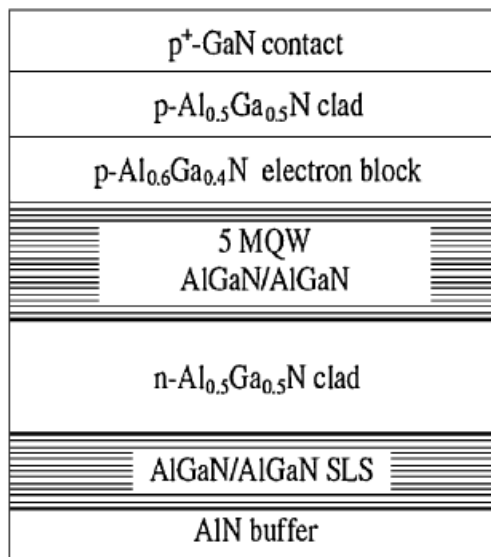 p⁺-GaN contact
p-Al₀.₅Ga₀.₅N clad
p-Al₀.₆Ga₀.₄N electron block
5 MQW
AlGaN/AlGaN
n-Al₀.₅Ga₀.₅N clad
AlGaN/AlGaN SLS
AlN buffer